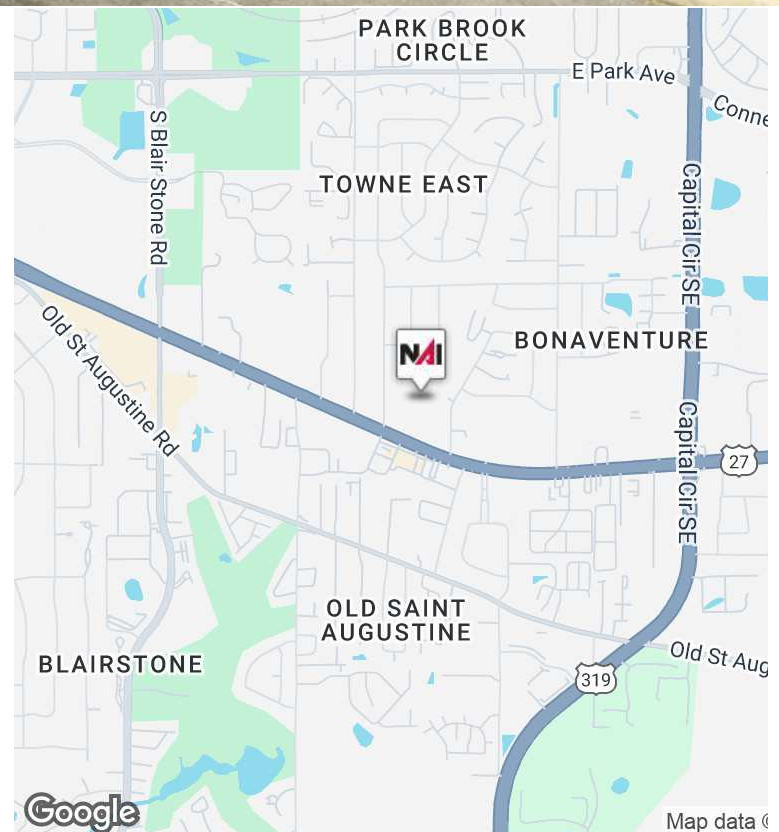 PARK BROOK
CIRCLE
E Park Ave
Conne
S Blair Stone Rd
TOWNE EAST
Capital Cir SE
Old St Augustine Rd
BONAVENTURE
NAI
Capital Cir SE
27
OLD SAINT
AUGUSTINE
BLAIRSTONE
Old St Aug
319
Google
Map data ©